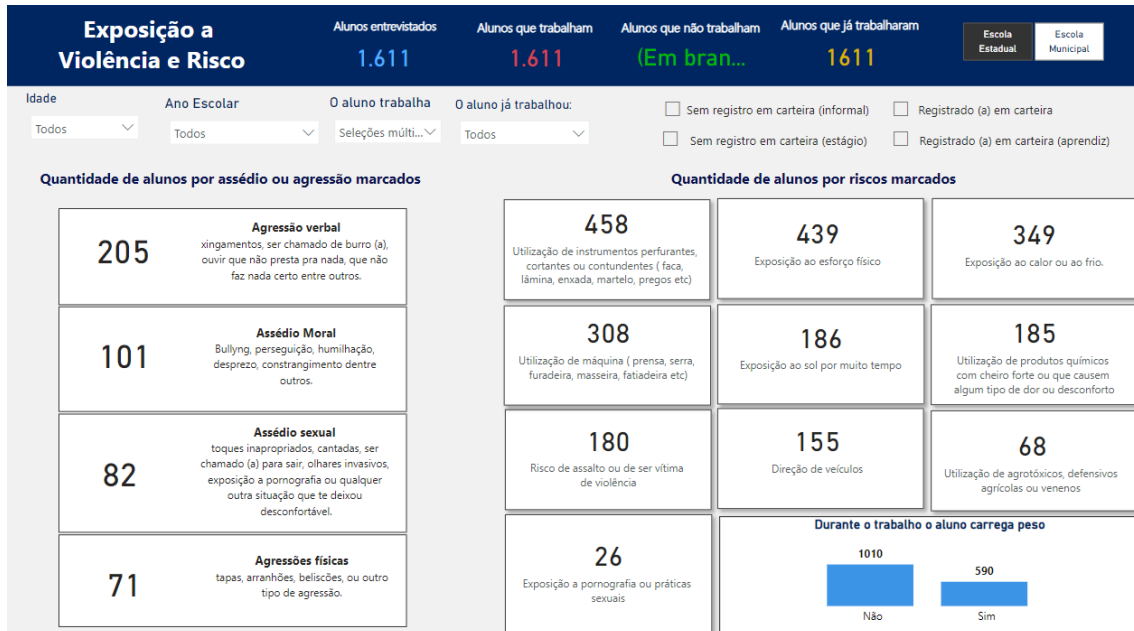 Exposição a
Violência e Risco
Alunos entrevistados
1.611
Alunos que trabalham
1.611
Alunos que não trabalham
(Em bran...
Alunos que já trabalharam
1611
Escola
Estadual
Escola
Municipal
Idade
Todos
Ano Escolar
Todos
O aluno trabalha
Seleções múlti...
O aluno já trabalhou:
Todos
Sem registro em carteira (informal)
Registrado (a) em carteira
Sem registro em carteira (estágio)
Registrado (a) em carteira (aprendiz)
Quantidade de alunos por assédio ou agressão marcados
205
Agressão verbal
xingamentos, ser chamado de burro (a),
ouvir que não presta pra nada, que não
faz nada certo entre outros.
101
Assédio Moral
Bullyng, perseguição, humilhação,
desprezo, constrangimento dentre
outros.
82
Assédio sexual
toques inapropriados, cantadas, ser
chamado (a) para sair, olhares invasivos,
exposição a pornografia ou qualquer
outra situação que te deixou
desconfortável.
71
Agressões físicas
tapas, arranhões, beliscões, ou outro
tipo de agressão.
Quantidade de alunos por riscos marcados
458
Utilização de instrumentos perfurantes,
cortantes ou contundentes ( faca,
lâmina, enxada, martelo, pregos etc)
439
Exposição ao esforço físico
349
Exposição ao calor ou ao frio.
308
Utilização de máquina ( prensa, serra,
furadeira, masseira, fatiadeira etc)
186
Exposição ao sol por muito tempo
185
Utilização de produtos químicos
com cheiro forte ou que causem
algum tipo de dor ou desconforto
180
Risco de assalto ou de ser vítima
de violência
155
Direção de veículos
68
Utilização de agrotóxicos, defensivos
agrícolas ou venenos
26
Exposição a pornografia ou práticas
sexuais
Durante o trabalho o aluno carrega peso
1010
590
Não
Sim